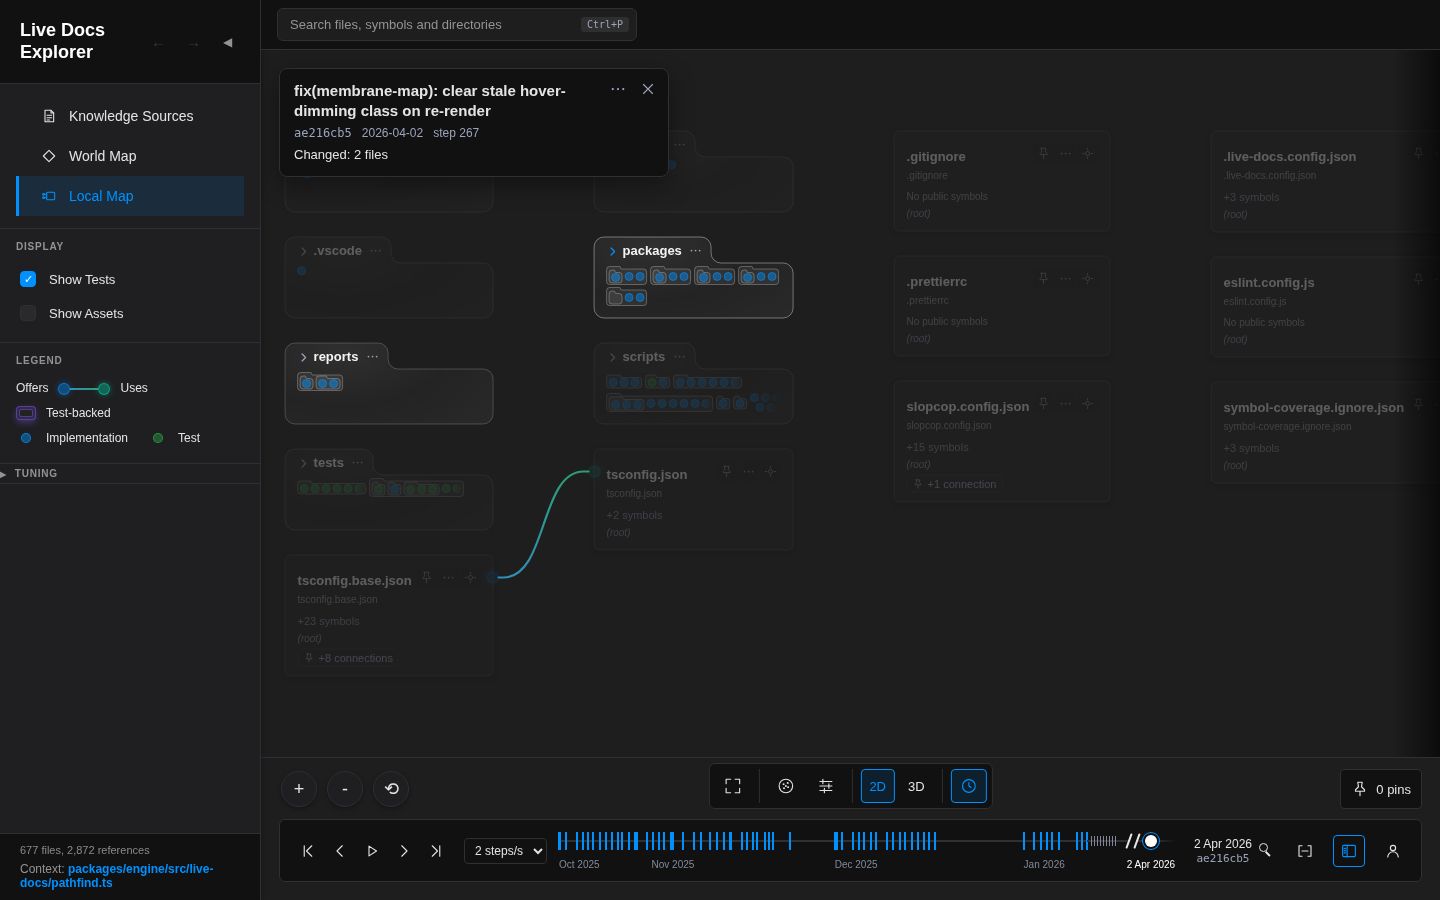 Live Docs
Explorer
Search files, symbols and directories
Ctrl+P
Knowledge Sources
World Map
Local Map
DISPLAY
Show Tests
Show Assets
LEGEND
Offers
Uses
Test-backed
Implementation
Test
TUNING
677 files, 2,872 references
Context: packages/engine/src/live-
docs/pathfind.ts
fix(membrane-map): clear stale hover-
dimming class on re-render
ae216cb5 2026-04-02 step 267
Changed: 2 files
.vscode
packages
reports
scripts
tests
tsconfig.json
tsconfig.json
+2 symbols
(root)
tsconfig.base.json
tsconfig.base.json
+23 symbols
(root)
+8 connections
.gitignore
.gitignore
No public symbols
(root)
.prettierrc
.prettierrc
No public symbols
(root)
slopcop.config.json
slopcop.config.json
+15 symbols
(root)
+1 connection
.live-docs.config.json
.live-docs.config.json
+3 symbols
(root)
eslint.config.js
eslint.config.js
No public symbols
(root)
symbol-coverage.ignore.json
symbol-coverage.ignore.json
+3 symbols
(root)
+
-
2D
3D
0 pins
2 steps/s
Oct 2025
Nov 2025
Dec 2025
Jan 2026
2 Apr 2026
2 Apr 2026
ae216cb5